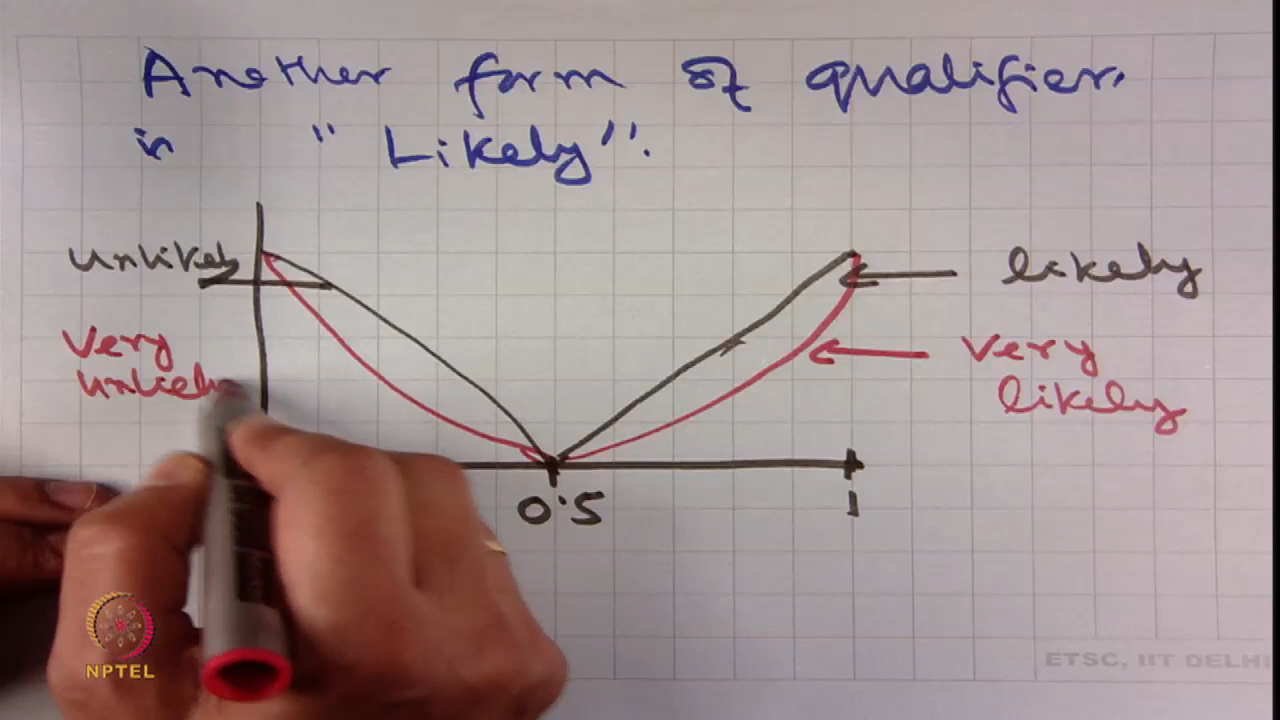 Another form of qualifier
is "Likely".
unlikely
likely
Very
unlikely
Very
likely
0.5
1
NPTEL
ETSC, IIT DELHI